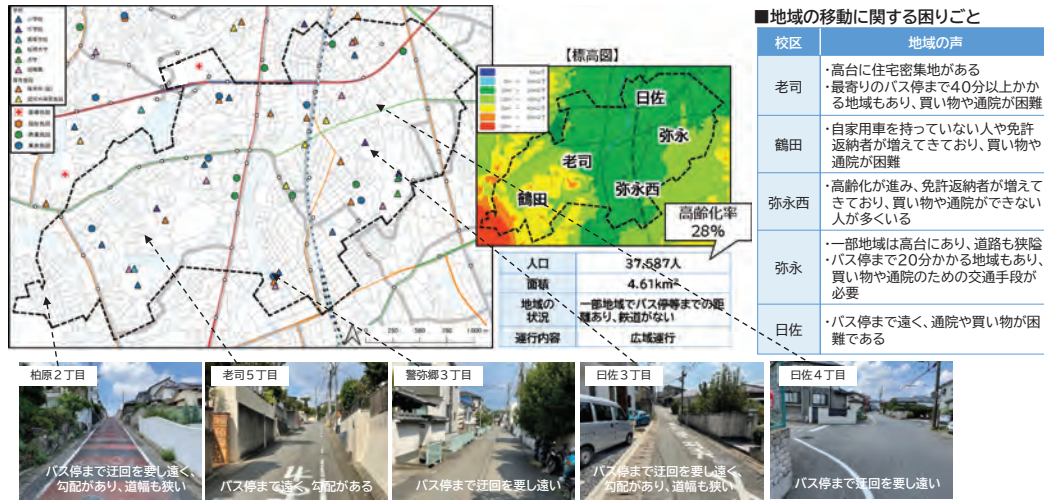 ■地域の移動に関する困りごと
校区
地域の声
老司
・高台に住宅密集地がある
・最寄りのバス停まで40分以上かか
る地域もあり、買い物や通院が困難
鶴田
・自家用車を持っていない人や免許
返納者が増えてきており、買い物や
通院が困難
弥永西
・高齢化が進み、免許返納者が増えて
きており、買い物や通院ができない
人が多くいる
弥永
・一部地域は高台にあり、道路も狭隘
・バス停まで20分かかる地域もあり、
買い物や通院のための交通手段が
必要
日佐
・バス停まで遠く、通院や買い物が困
難である
【標高図】
日佐
弥永
老司
弥永西
鶴田
高齢化率
28%
人口
37,587人
面積
4.61km²
地域の
状況
一部地域でバス停等までの距
離あり、鉄道がない
運行内容
広域運行
0 250 500 750 1 000 m
柏原2丁目
バス停まで迂回を要し遠く、
勾配があり、道幅も狭い
老司5丁目
バス停まで遠く、勾配がある
警弥郷3丁目
バス停まで迂回を要し遠い
日佐3丁目
バス停まで迂回を要し遠く、
勾配があり、道幅も狭い
日佐4丁目
バス停まで迂回を要し遠い